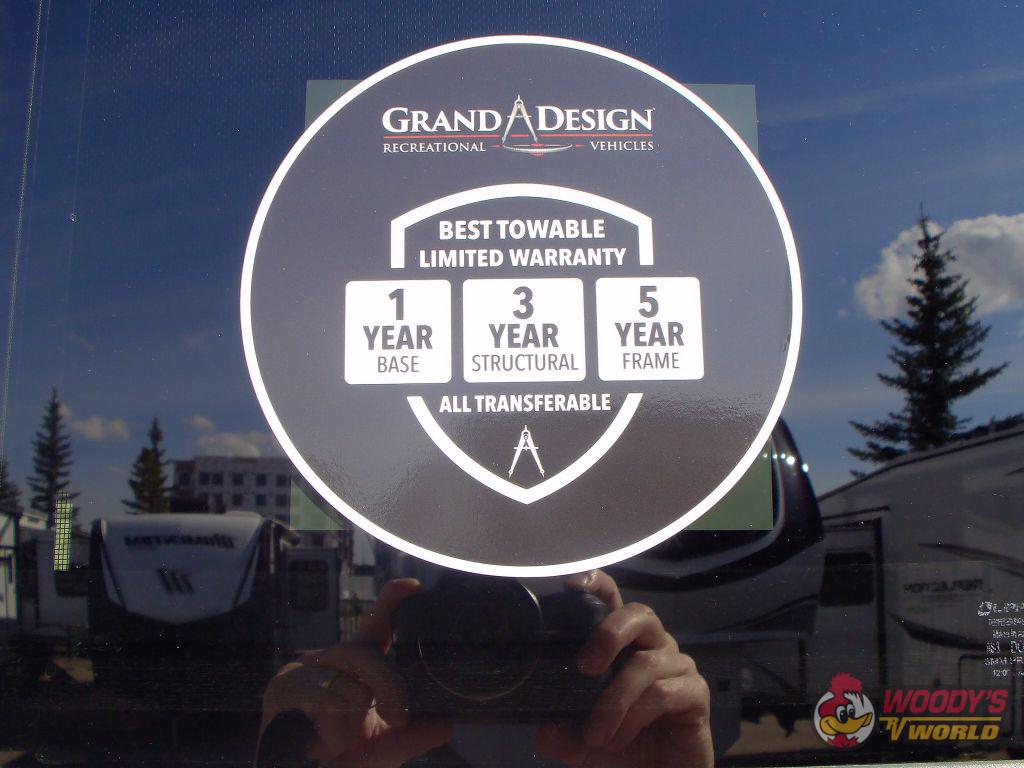 GRAND DESIGN
RECREATIONAL VEHICLES
BEST TOWABLE
LIMITED WARRANTY
1
YEAR
BASE
3
YEAR
STRUCTURAL
5
YEAR
FRAME
ALL TRANSFERABLE
WOODY'S
RV WORLD